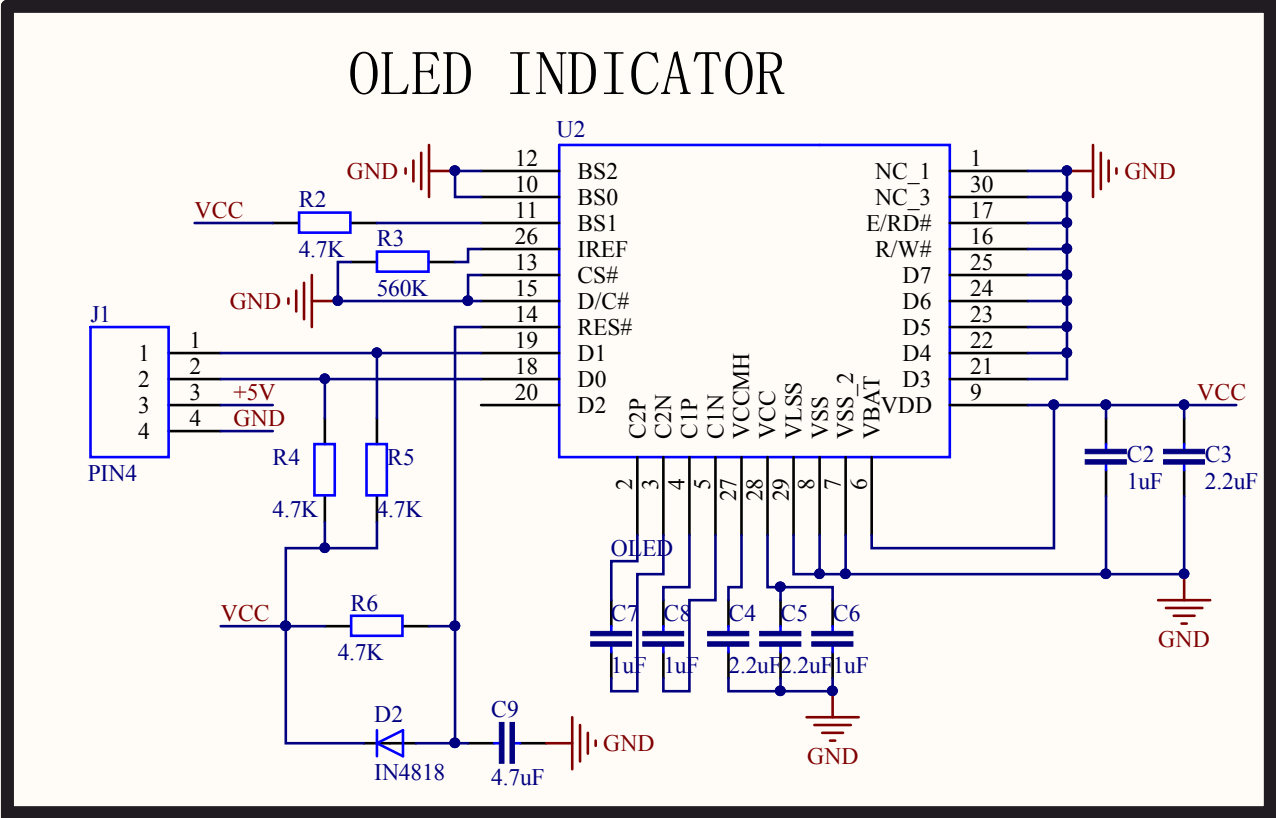 OLED INDICATOR
U2
GND
12
BS2
10
BS0
VCC
R2
4.7K
11
BS1
R3
560K
26
IREF
GND
13
CS#
15
D/C#
14
RES#
19
D1
18
D0
20
D2
NC_1
1
GND
NC_3
30
E/RD#
17
R/W#
16
D7
25
D6
24
D5
23
D4
22
D3
21
VDD
9
VCC
J1
1
1
2
2
3
3
+5V
4
4
GND
PIN4
R4
4.7K
R5
4.7K
C2P
C2N
C1P
C1N
VCCMH
VCC
VLSS
VSS
VSS_2
VBAT
2
3
4
5
27
28
29
8
7
6
C2
1uF
C3
2.2uF
GND
OLED
C7
1uF
C8
1uF
C4
2.2uF
C5
2.2uF
C6
1uF
GND
VCC
R6
4.7K
D2
IN4818
C9
4.7uF
GND